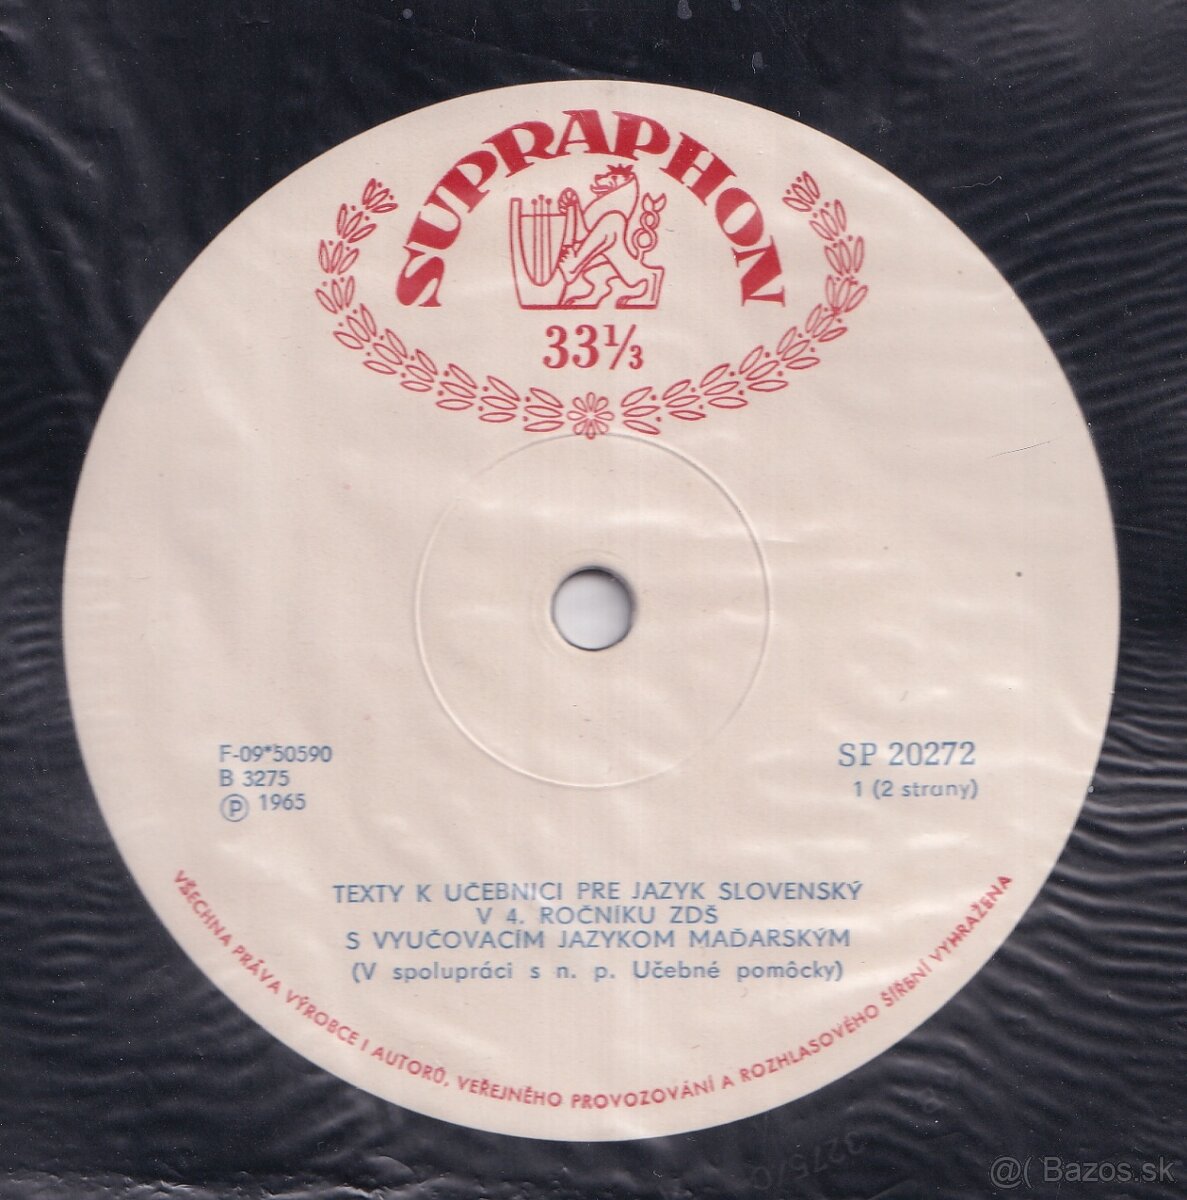 SUPRAPHON
33⅓
F-09*50590
B 3275
Ⓟ 1965
SP 20272
1 (2 strany)
TEXTY K UČEBNICI PRE JAZYK SLOVENSKÝ
V 4. ROČNÍKU ZDŠ
S VYUČOVACÍM JAZYKOM MAĎARSKÝM
(V spolupráci s n. p. Učebné pomôcky)
VŠECHNA PRÁVA VÝROBCE I AUTORŮ, VEŘEJNÉHO PROVOZOVÁNÍ A ROZHLASOVÉHO ŠÍŘENÍ VYHRAŽENA
@( Bazos.sk